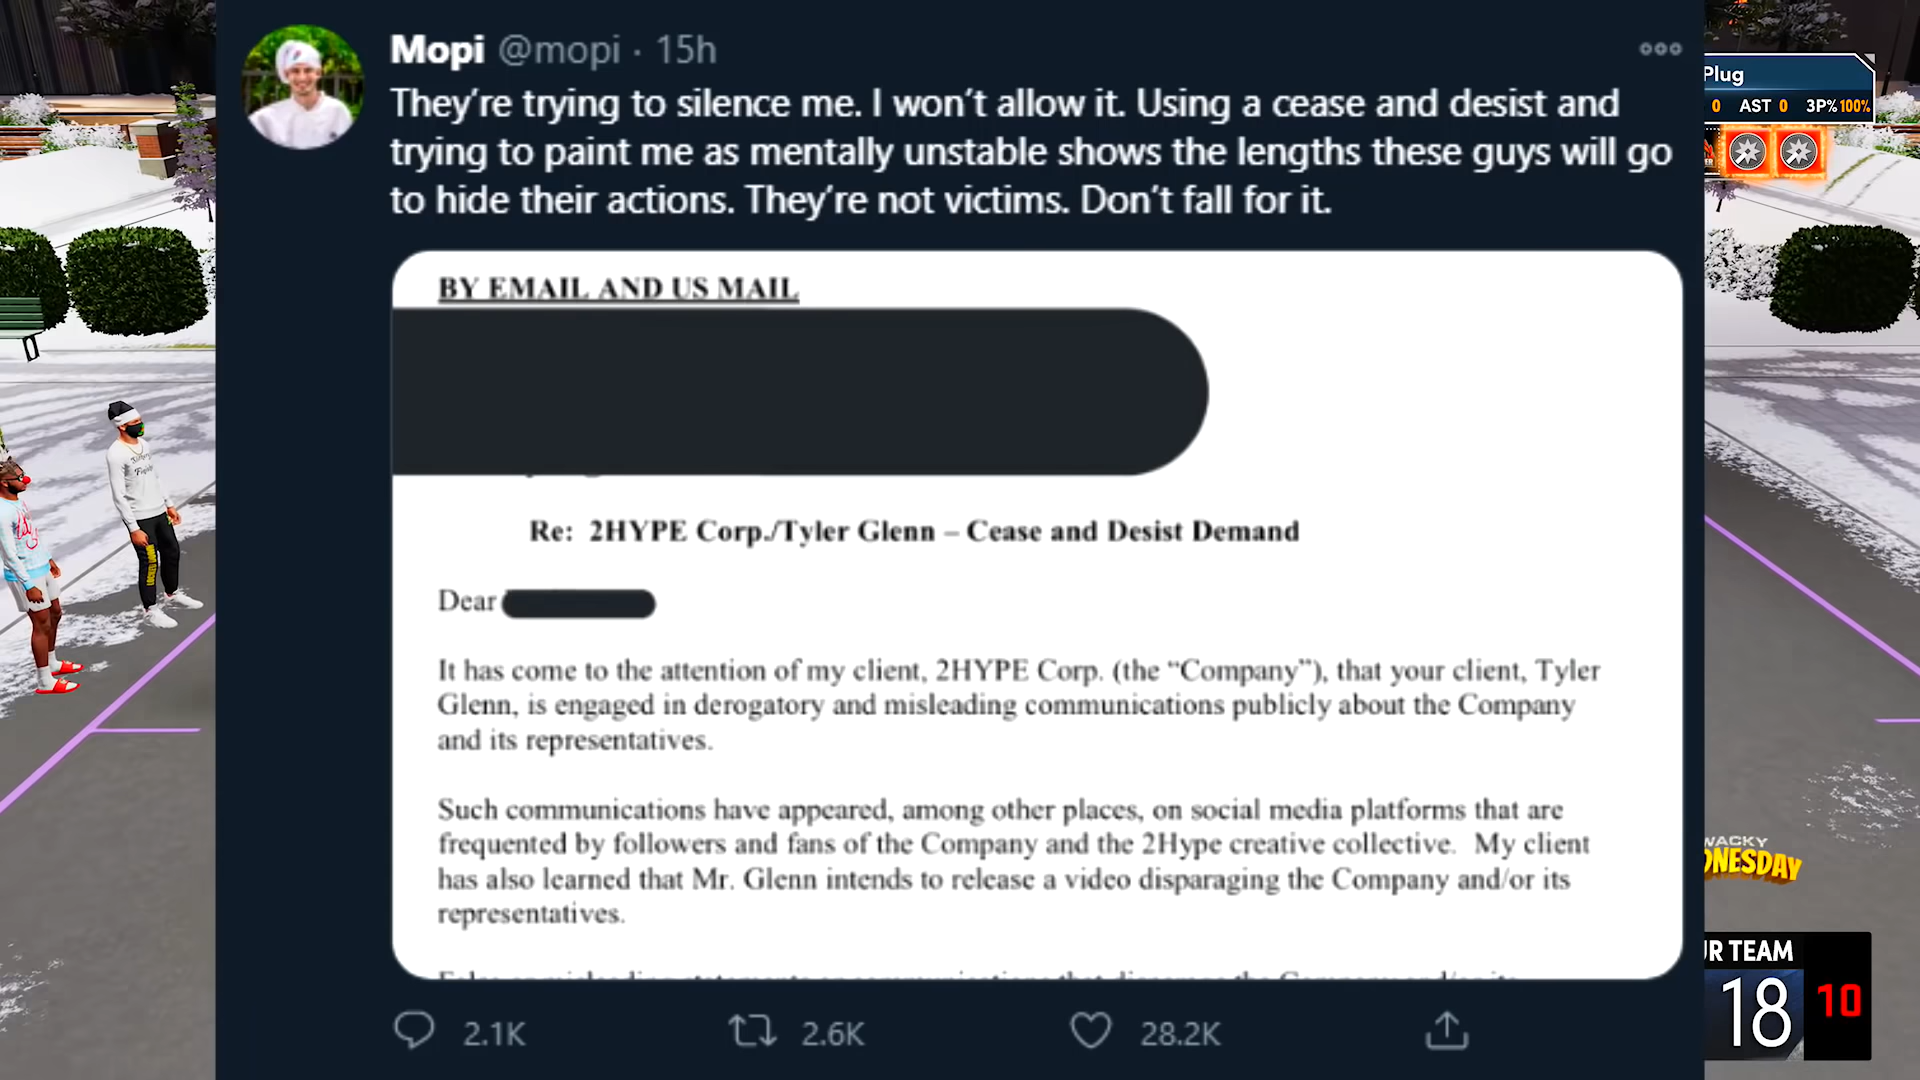 Mopi @mopi · 15h
They're trying to silence me. I won't allow it. Using a cease and desist and
trying to paint me as mentally unstable shows the lengths these guys will go
to hide their actions. They're not victims. Don't fall for it.
BY EMAIL AND US MAIL
Re: 2HYPE Corp./Tyler Glenn – Cease and Desist Demand
Dear
It has come to the attention of my client, 2HYPE Corp. (the “Company”), that your client, Tyler
Glenn, is engaged in derogatory and misleading communications publicly about the Company
and its representatives.
Such communications have appeared, among other places, on social media platforms that are
frequented by followers and fans of the Company and the 2Hype creative collective. My client
has also learned that Mr. Glenn intends to release a video disparaging the Company and/or its
representatives.
2.1K 2.6K 28.2K
Plug
0 AST 0 3P% 100%
WACKY
DNESDAY
UR TEAM
18 10